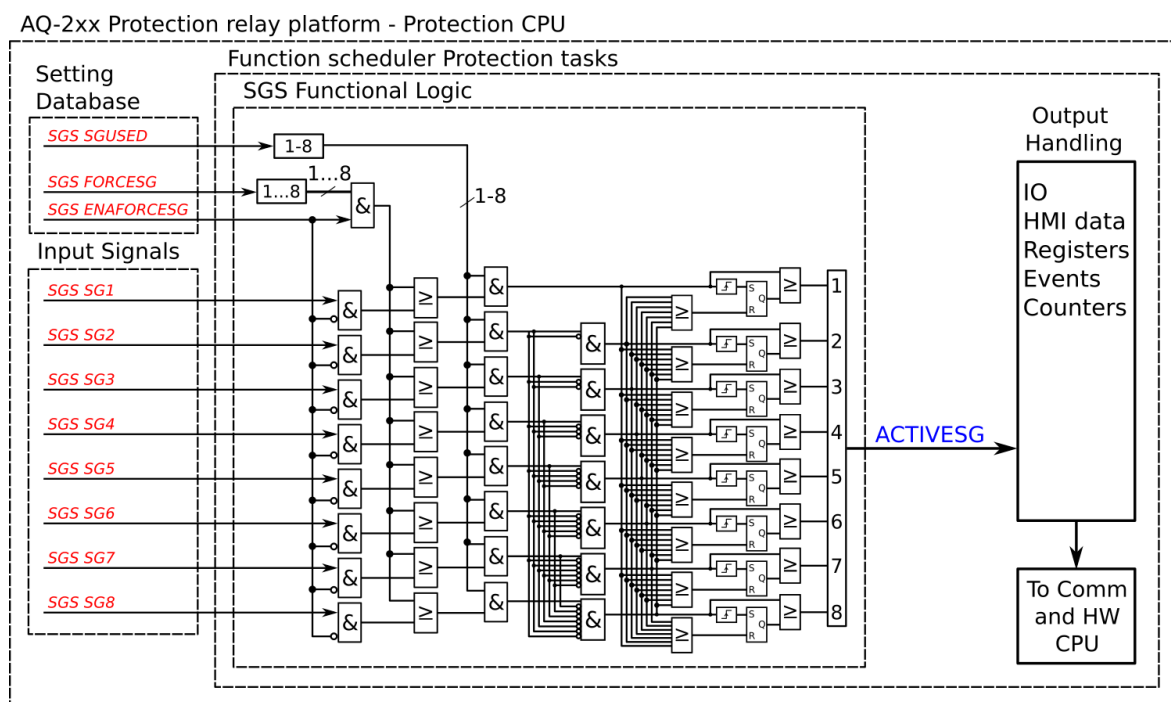 AQ-2xx Protection relay platform - Protection CPU
Function scheduler Protection tasks
Setting
Database
SGS Functional Logic
SGS SGUSED
SGS FORCESG
SGS ENAFORCESG
1-8
1...8
1...8
&
1-8
Input Signals
SGS SG1
SGS SG2
SGS SG3
SGS SG4
SGS SG5
SGS SG6
SGS SG7
SGS SG8
& ≥ & ≥ S Q R ≥ 1
& ≥ & & ≥ S Q R ≥ 2
& ≥ & & ≥ S Q R ≥ 3
& ≥ & & ≥ S Q R ≥ 4
& ≥ & & ≥ S Q R ≥ 5
& ≥ & & ≥ S Q R ≥ 6
& ≥ & & ≥ S Q R ≥ 7
& ≥ & & ≥ S Q R ≥ 8
ACTIVESG
Output
Handling
IO
HMI data
Registers
Events
Counters
To Comm
and HW
CPU